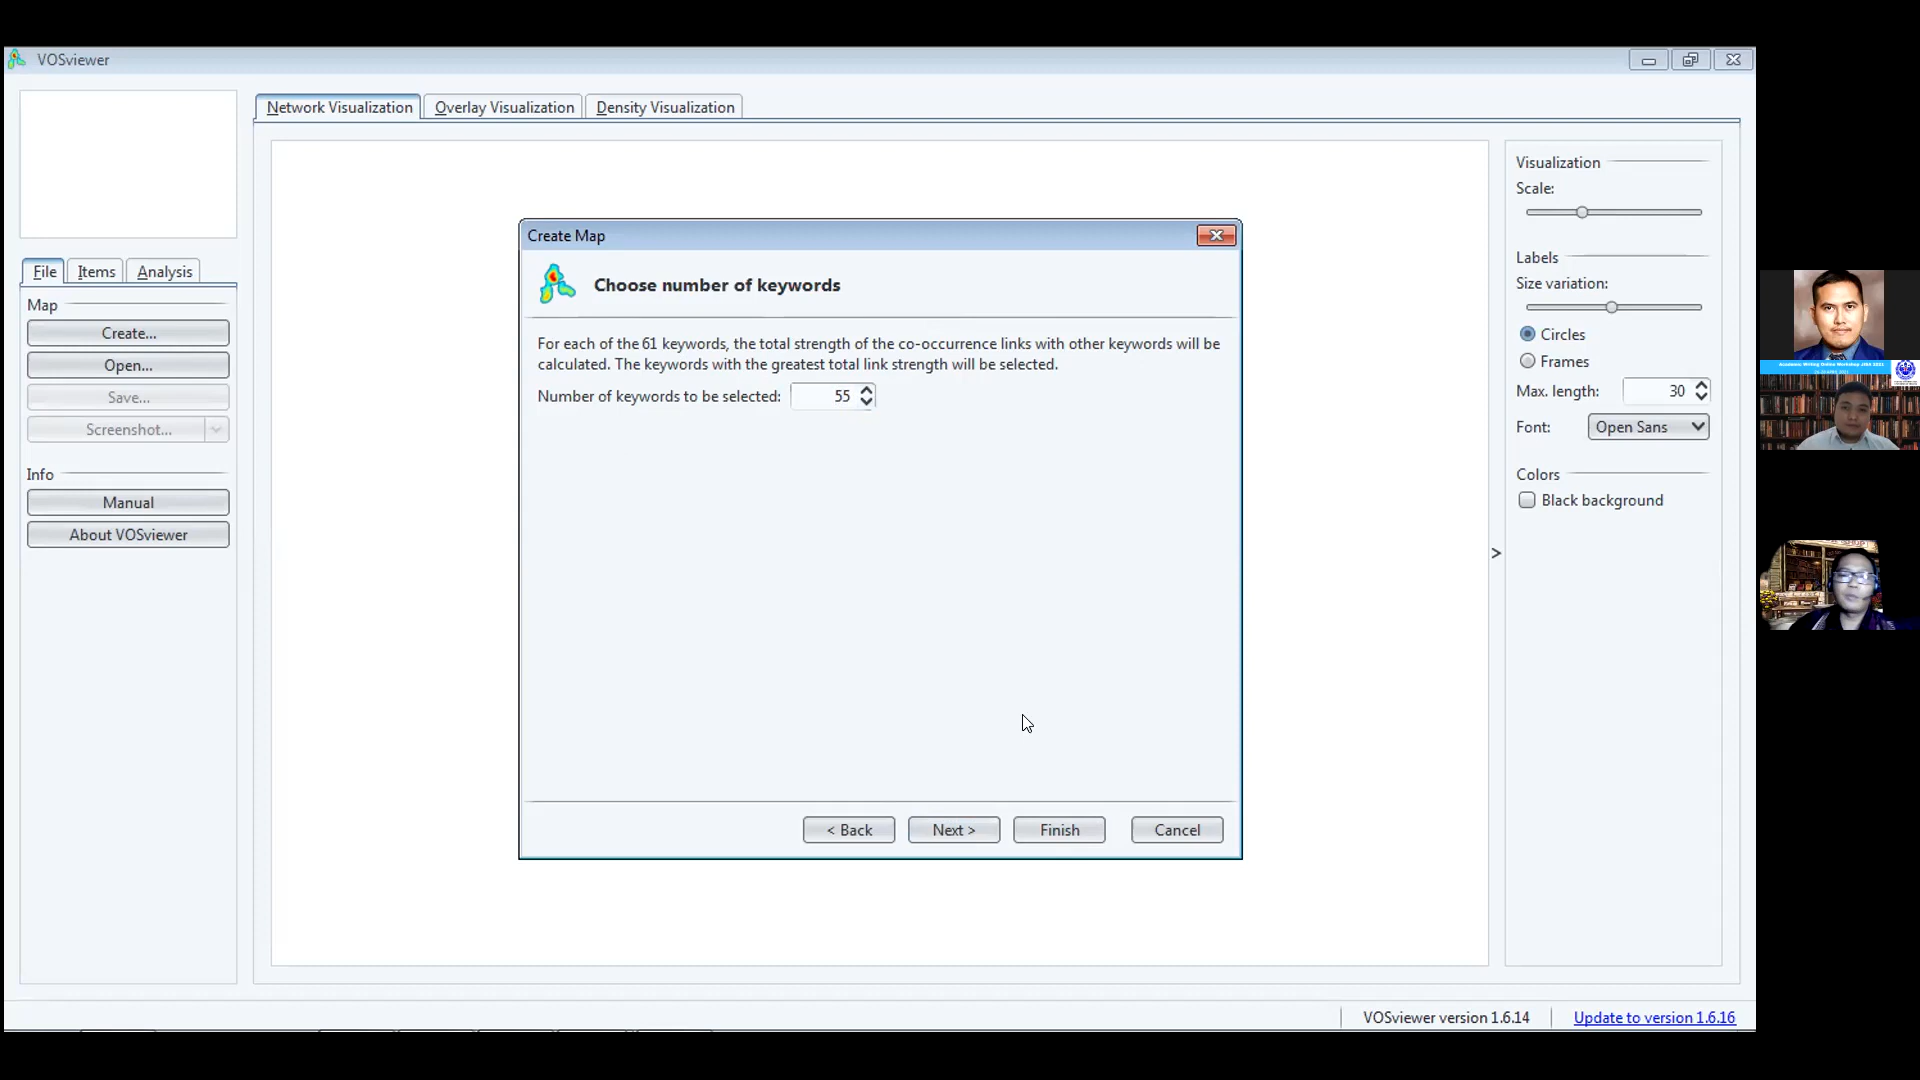 VOSviewer
Network Visualization
Overlay Visualization
Density Visualization
File
Items
Analysis
Map
Create...
Open...
Save...
Screenshot...
Info
Manual
About VOSviewer
Create Map
Choose number of keywords
For each of the 61 keywords, the total strength of the co-occurrence links with other keywords will be
calculated. The keywords with the greatest total link strength will be selected.
Number of keywords to be selected: 55
< Back
Next >
Finish
Cancel
Visualization
Scale:
Labels
Size variation:
Circles
Frames
Max. length: 30
Font: Open Sans
Colors
Black background
>
VOSviewer version 1.6.14
Update to version 1.6.16
Academic Writing Online Workshop